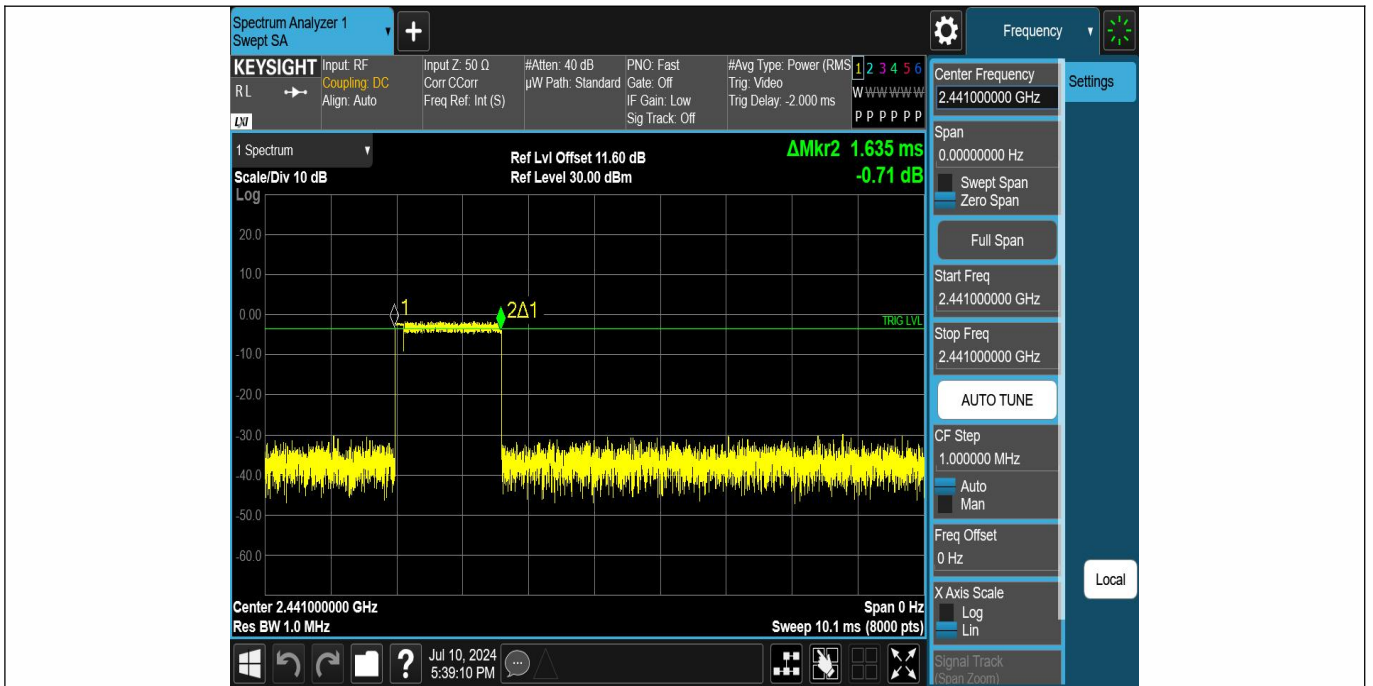 Spectrum Analyzer 1
Swept SA
+
Frequency
KEYSIGHT
RL
LXI
Input: RF
Coupling: DC
Align: Auto
Input Z: 50 Ω
Corr CCorr
Freq Ref: Int (S)
#Atten: 40 dB
µW Path: Standard
PNO: Fast
Gate: Off
IF Gain: Low
Sig Track: Off
#Avg Type: Power (RMS
Trig: Video
Trig Delay: -2.000 ms
1 2 3 4 5 6
W W W W W W
P P P P P P
1 Spectrum
Scale/Div 10 dB
Log
Ref Lvl Offset 11.60 dB
Ref Level 30.00 dBm
ΔMkr2 1.635 ms
-0.71 dB
20.0
10.0
0.00
-10.0
-20.0
-30.0
-40.0
-50.0
-60.0
1
2Δ1
TRIG LVL
Center 2.441000000 GHz
Res BW 1.0 MHz
Span 0 Hz
Sweep 10.1 ms (8000 pts)
Center Frequency
2.441000000 GHz
Settings
Span
0.00000000 Hz
Swept Span
Zero Span
Full Span
Start Freq
2.441000000 GHz
Stop Freq
2.441000000 GHz
AUTO TUNE
CF Step
1.000000 MHz
Auto
Man
Freq Offset
0 Hz
X Axis Scale
Log
Lin
Signal Track
(Span Zoom)
Local
?
Jul 10, 2024
5:39:10 PM